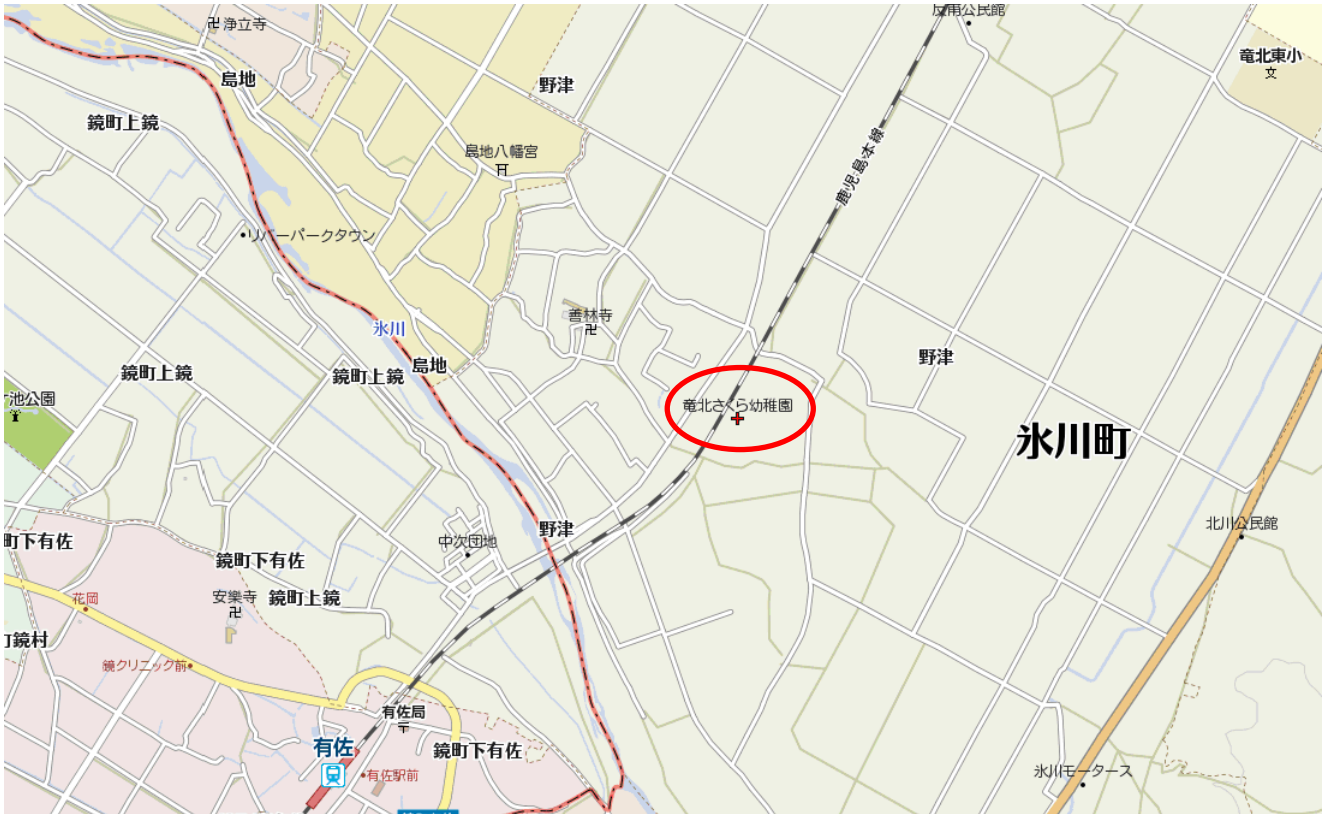 反甫公民館
浄立寺
竜北東小
島地
野津
鏡町上鏡
鹿児島本線
島地八幡宮
リバーパークタウン
善林寺
氷川
野津
島地
鏡町上鏡
鏡町上鏡
池公園
竜北さくら幼稚園
氷川町
北川公民館
野津
中次団地
町下有佐
鏡町下有佐
安樂寺
鏡町上鏡
花岡
鏡村
鏡クリニック前
有佐局
有佐
鏡町下有佐
有佐駅前
氷川モータース